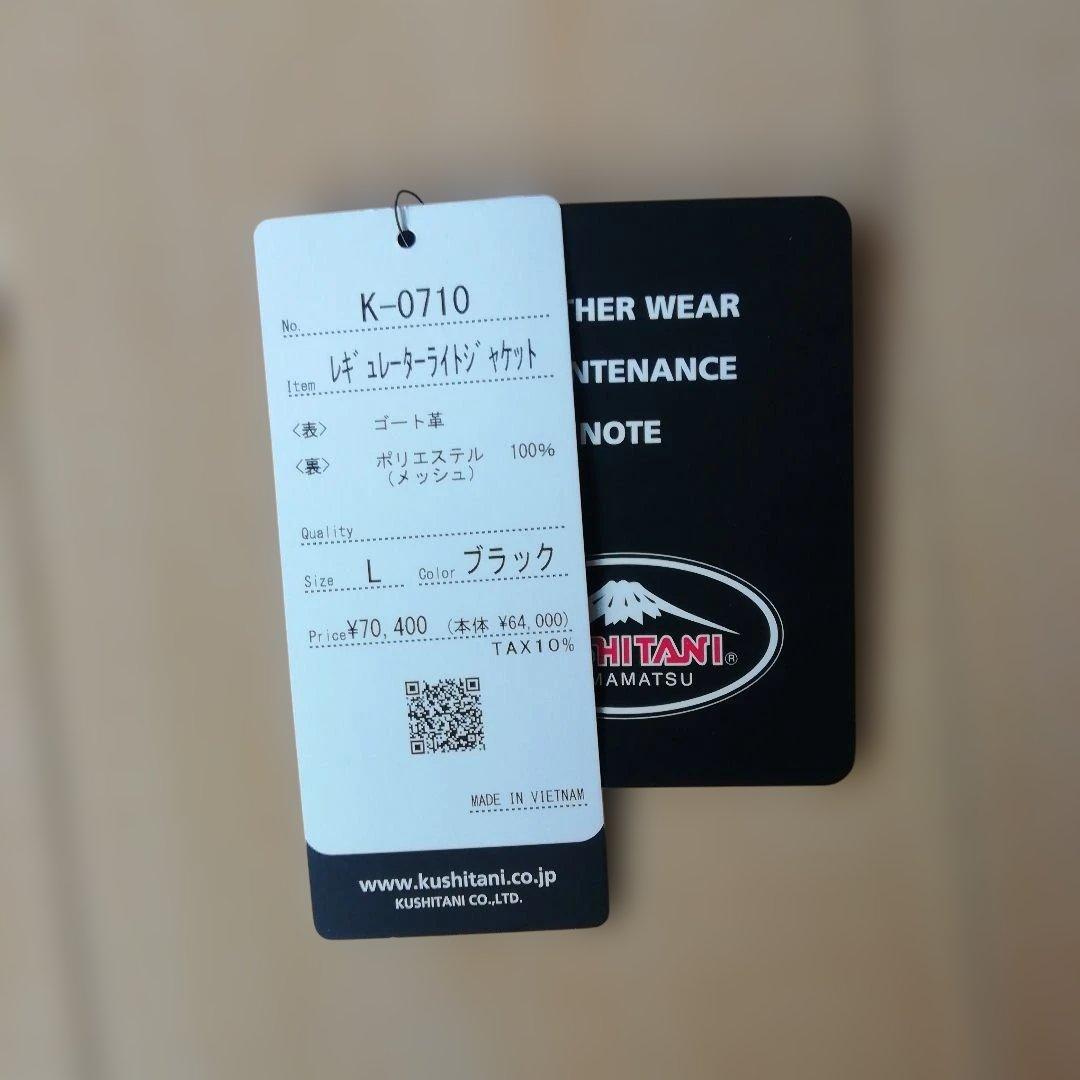 No. K-0710
Item レギュレーターライトジャケット
〈表〉 ゴート革
〈裏〉 ポリエステル 100%
(メッシュ)
Quality
Size L Color ブラック
Price ¥70,400 (本体 ¥64,000)
TAX10%
MADE IN VIETNAM
www.kushitani.co.jp
KUSHITANI CO.,LTD.
THER WEAR
NTENANCE
NOTE
SHITANI®
MAMATSU